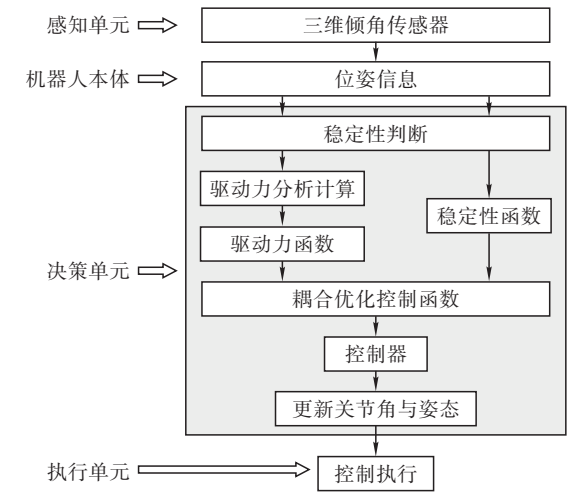 感知单元
三维倾角传感器
机器人本体
位姿信息
稳定性判断
驱动力分析计算
稳定性函数
驱动力函数
决策单元
耦合优化控制函数
控制器
更新关节角与姿态
执行单元
控制执行